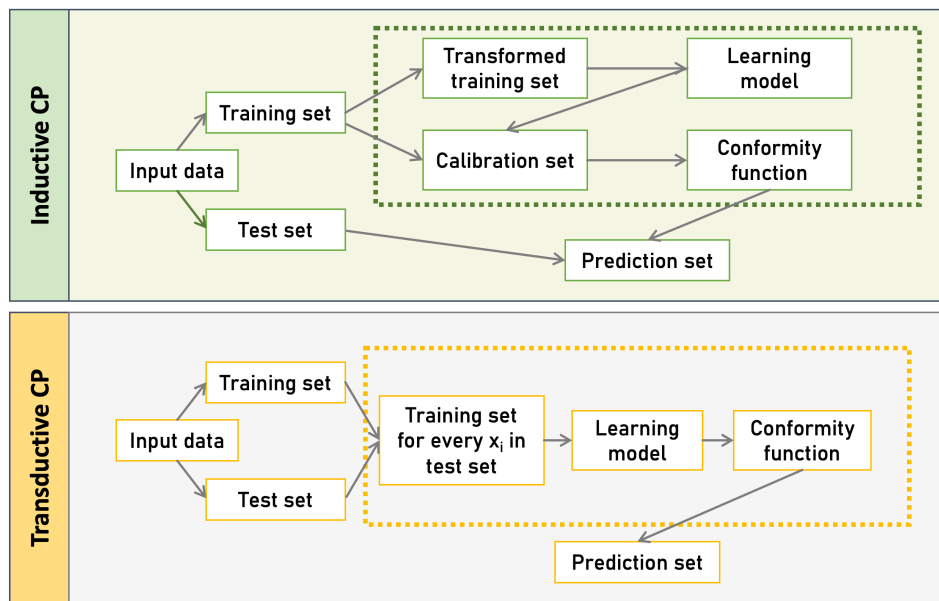 Inductive CP
Transformed
training set
Learning
model
Training set
Input data
Calibration set
Conformity
function
Test set
Prediction set
Transductive CP
Training set
Input data
Training set
for every xᵢ in
test set
Learning
model
Conformity
function
Test set
Prediction set